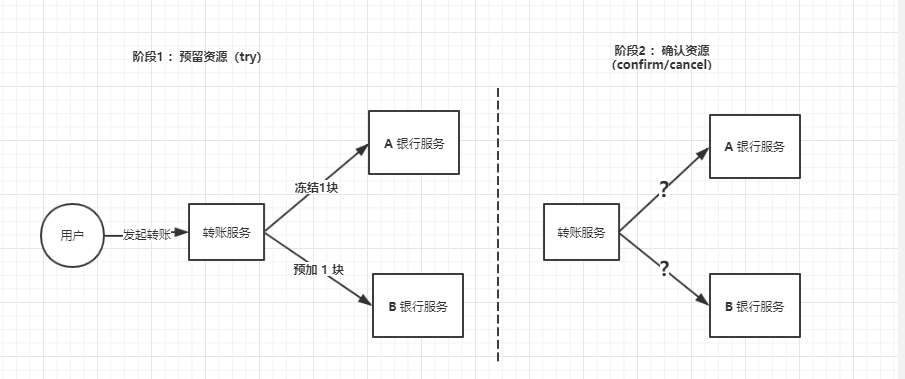 阶段1 ：预留资源（try）
阶段2 ：确认资源
（confirm/cancel）
A 银行服务
冻结1块
用户
发起转账
转账服务
预加 1 块
B 银行服务
A 银行服务
?
转账服务
?
B 银行服务